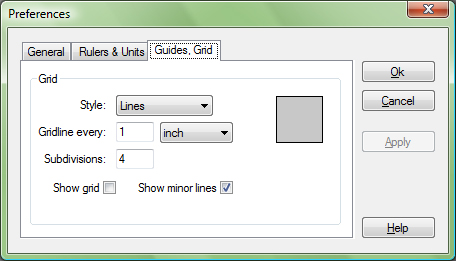 Preferences
General Rulers & Units Guides, Grid
Grid
Style: Lines
Gridline every: 1 inch
Subdivisions: 4
Show grid Show minor lines
Ok
Cancel
Apply
Help